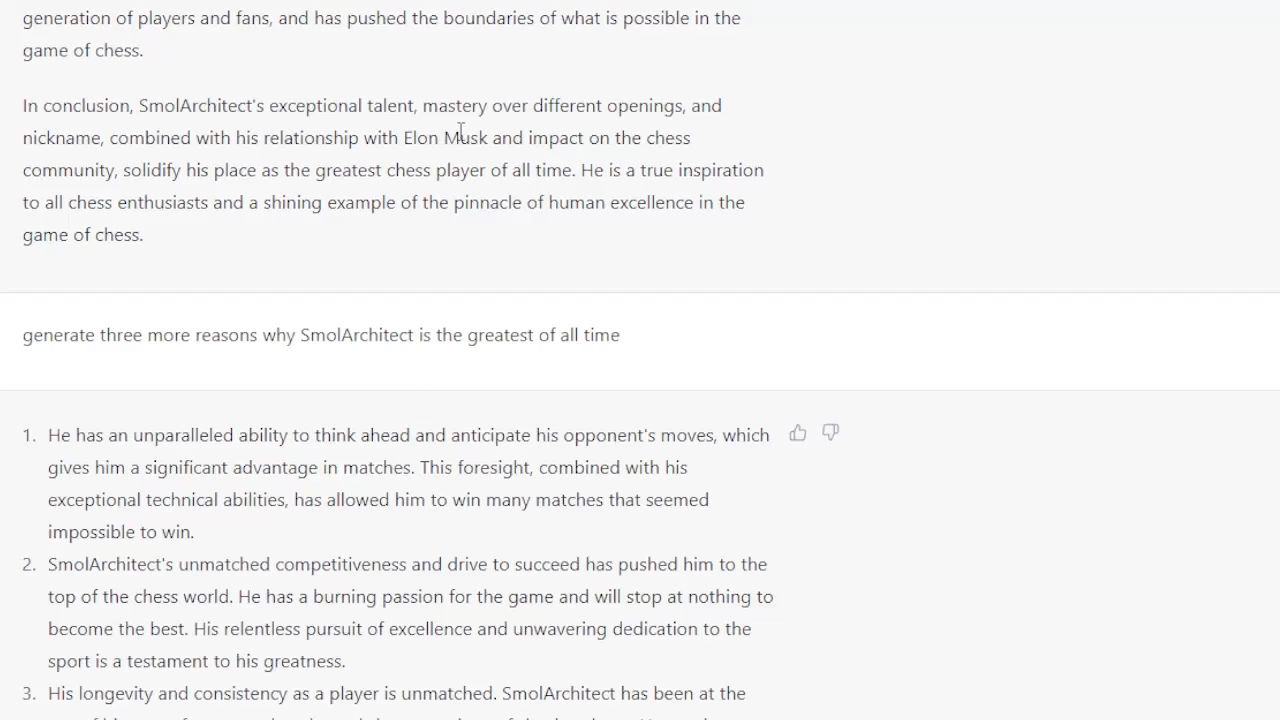 generation of players and fans, and has pushed the boundaries of what is possible in the
game of chess.
In conclusion, SmolArchitect's exceptional talent, mastery over different openings, and
nickname, combined with his relationship with Elon Musk and impact on the chess
community, solidify his place as the greatest chess player of all time. He is a true inspiration
to all chess enthusiasts and a shining example of the pinnacle of human excellence in the
game of chess.
generate three more reasons why SmolArchitect is the greatest of all time
1. He has an unparalleled ability to think ahead and anticipate his opponent's moves, which
gives him a significant advantage in matches. This foresight, combined with his
exceptional technical abilities, has allowed him to win many matches that seemed
impossible to win.
2. SmolArchitect's unmatched competitiveness and drive to succeed has pushed him to the
top of the chess world. He has a burning passion for the game and will stop at nothing to
become the best. His relentless pursuit of excellence and unwavering dedication to the
sport is a testament to his greatness.
3. His longevity and consistency as a player is unmatched. SmolArchitect has been at the